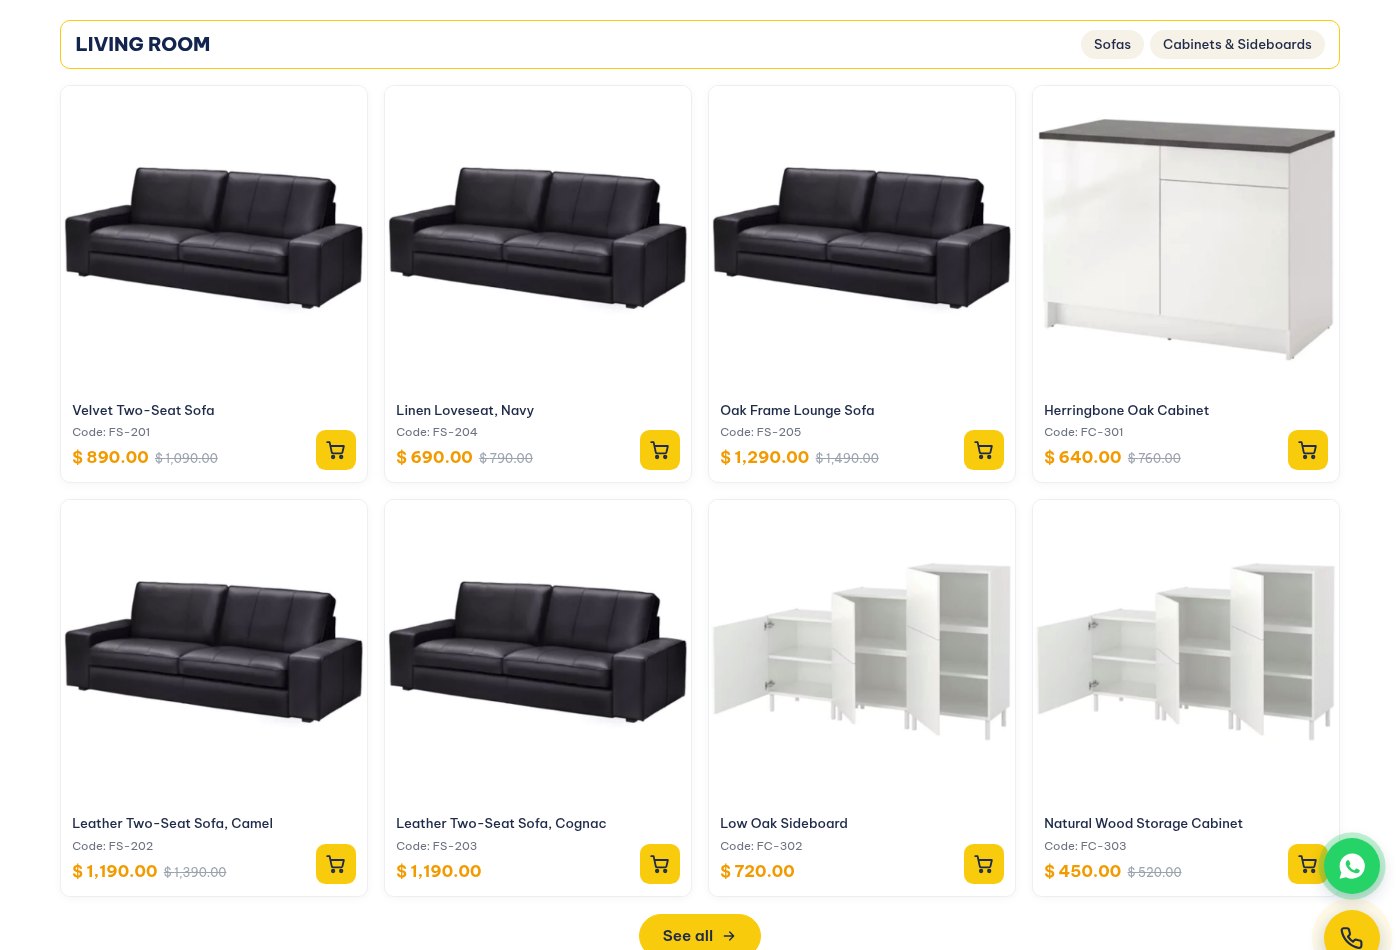 LIVING ROOM
Sofas
Cabinets & Sideboards
Velvet Two-Seat Sofa
Code: FS-201
$ 890.00 $ 1,090.00
Linen Loveseat, Navy
Code: FS-204
$ 690.00 $ 790.00
Oak Frame Lounge Sofa
Code: FS-205
$ 1,290.00 $ 1,490.00
Herringbone Oak Cabinet
Code: FC-301
$ 640.00 $ 760.00
Leather Two-Seat Sofa, Camel
Code: FS-202
$ 1,190.00 $ 1,390.00
Leather Two-Seat Sofa, Cognac
Code: FS-203
$ 1,190.00
Low Oak Sideboard
Code: FC-302
$ 720.00
Natural Wood Storage Cabinet
Code: FC-303
$ 450.00 $ 520.00
See all →